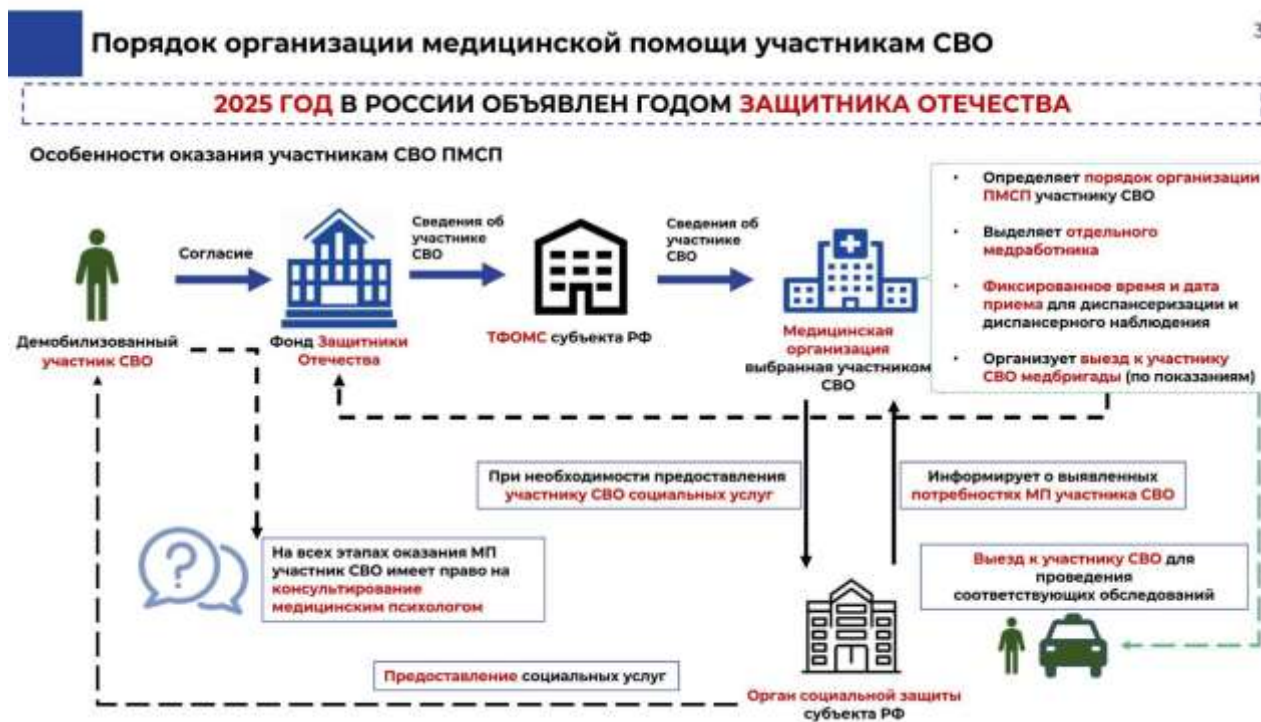 3
Порядок организации медицинской помощи участникам СВО
2025 ГОД В РОССИИ ОБЪЯВЛЕН ГОДОМ ЗАЩИТНИКА ОТЕЧЕСТВА
Особенности оказания участникам СВО ПМСП
Демобилизованный
участник СВО
Согласие
Фонд Защитники
Отечества
Сведения об
участнике
СВО
ТФОМС субъекта РФ
Сведения об
участнике
СВО
Медицинская
организация
выбранная участником
СВО
• Определяет порядок организации
ПМСП участнику СВО
• Выделяет отдельного
медработника
• Фиксированное время и дата
приема для диспансеризации и
диспансерного наблюдения
• Организует выезд к участнику
СВО медбригады (по показаниям)
При необходимости предоставления
участнику СВО социальных услуг
Информирует о выявленных
потребностях МП участника СВО
?
На всех этапах оказания МП
участник СВО имеет право на
консультирование
медицинским психологом
Выезд к участнику СВО для
проведения
соответствующих обследований
Предоставление социальных услуг
Орган социальной защиты
субъекта РФ